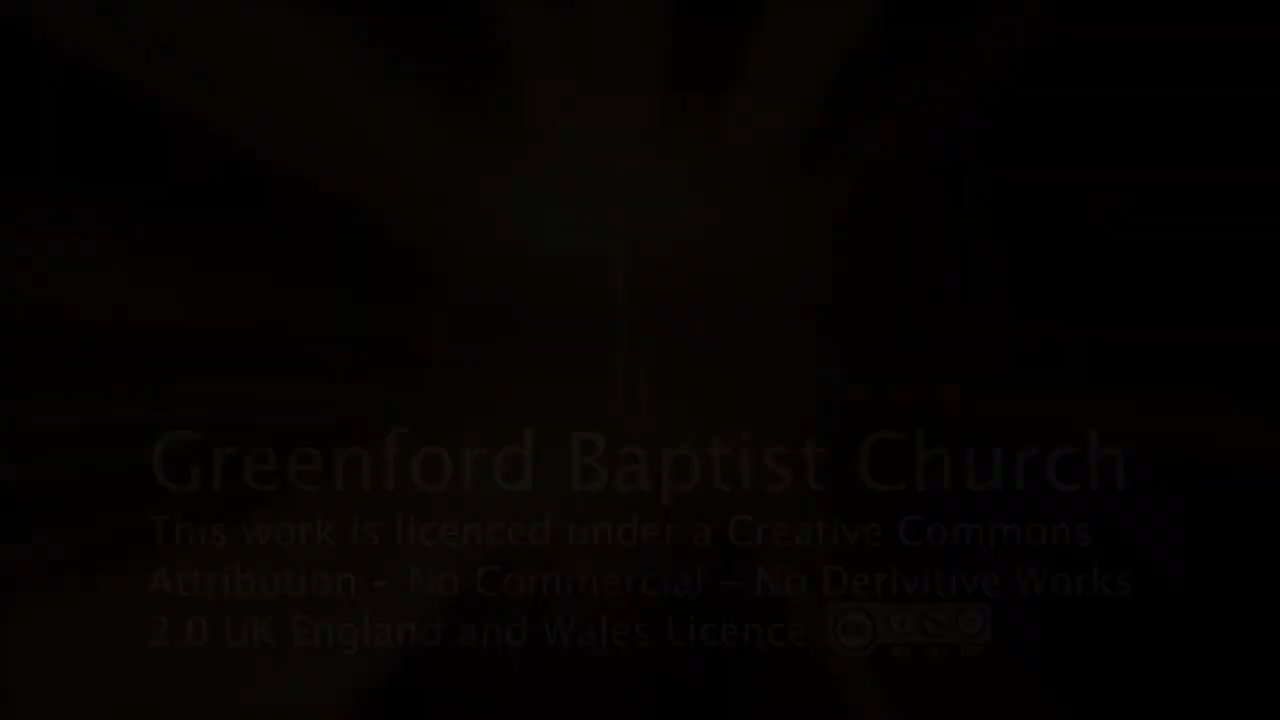 Greenford Baptist Church
This work is licenced under a Creative Commons
Attribution - No Commercial - No Derivitive Works
2.0 UK England and Wales Licence